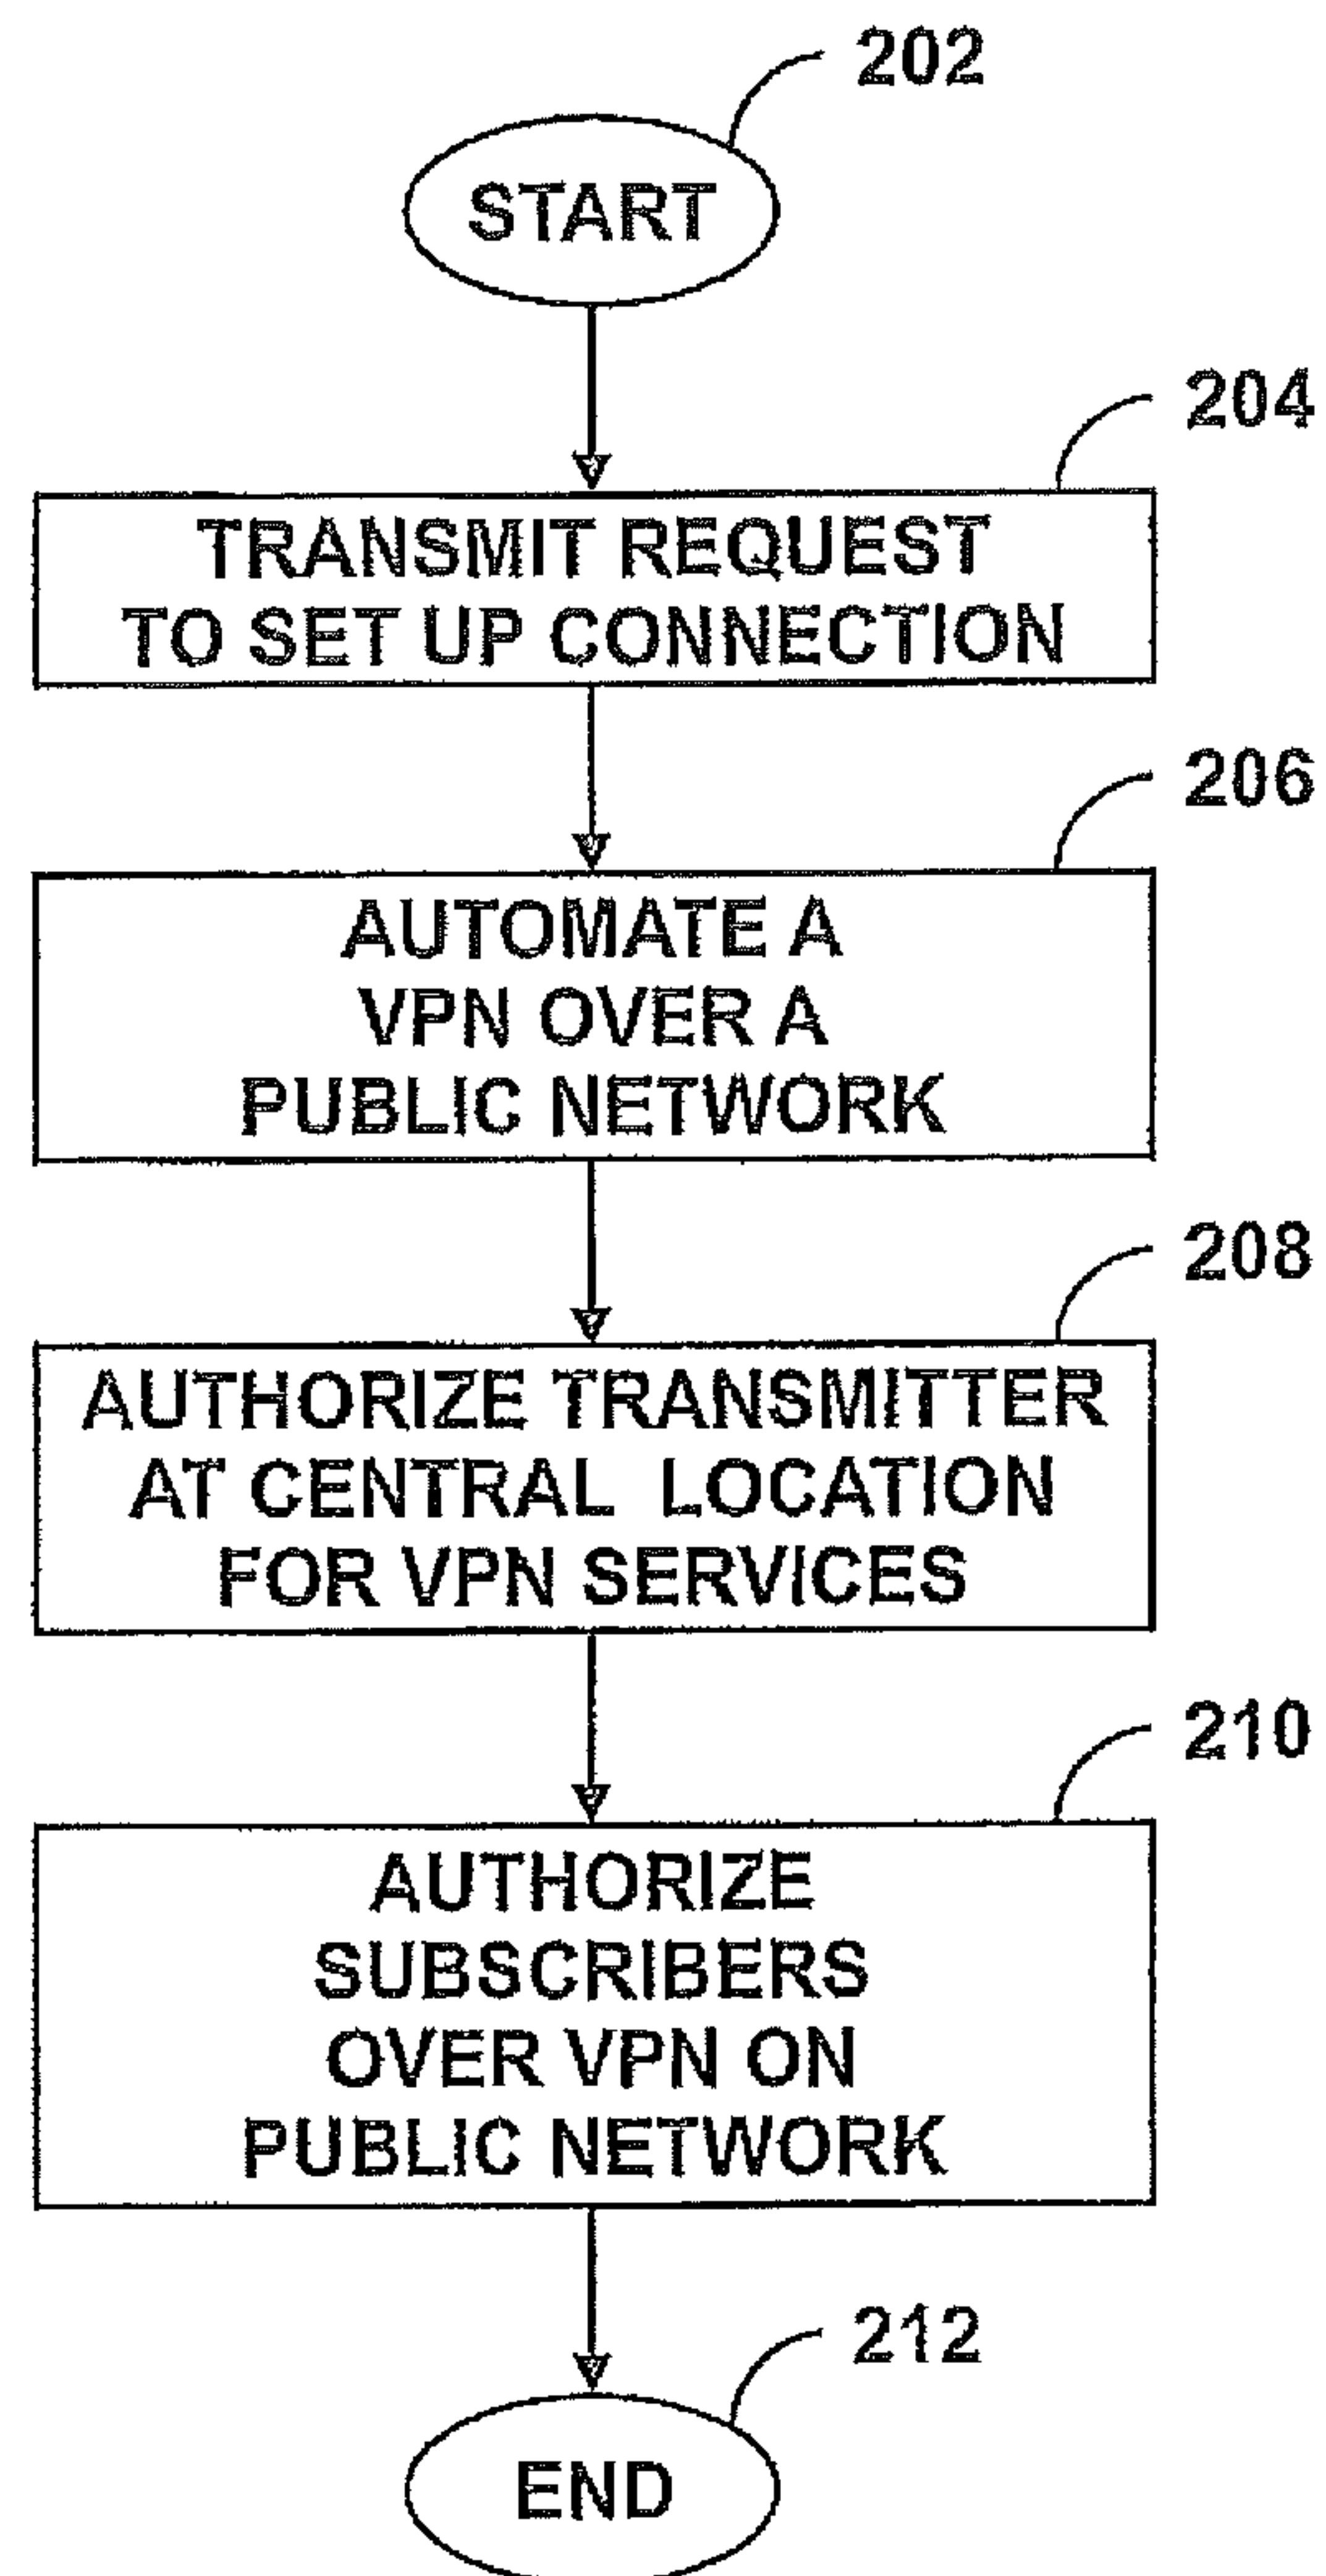 202
START
204
TRANSMIT REQUEST
TO SET UP CONNECTION
206
AUTOMATE A
VPN OVER A
PUBLIC NETWORK
208
AUTHORIZE TRANSMITTER
AT CENTRAL LOCATION
FOR VPN SERVICES
210
AUTHORIZE
SUBSCRIBERS
OVER VPN ON
PUBLIC NETWORK
212
END